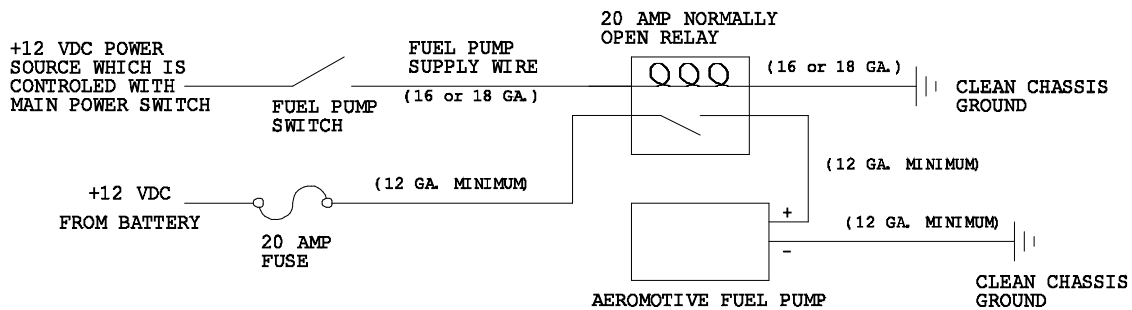 20 AMP NORMALLY
OPEN RELAY
+12 VDC POWER
SOURCE WHICH IS
CONTROLED WITH
MAIN POWER SWITCH
FUEL PUMP
SWITCH
FUEL PUMP
SUPPLY WIRE
(16 or 18 GA.)
(16 or 18 GA.)
CLEAN CHASSIS
GROUND
+12 VDC
FROM BATTERY
20 AMP
FUSE
(12 GA. MINIMUM)
(12 GA. MINIMUM)
+
-
(12 GA. MINIMUM)
CLEAN CHASSIS
GROUND
AEROMOTIVE FUEL PUMP